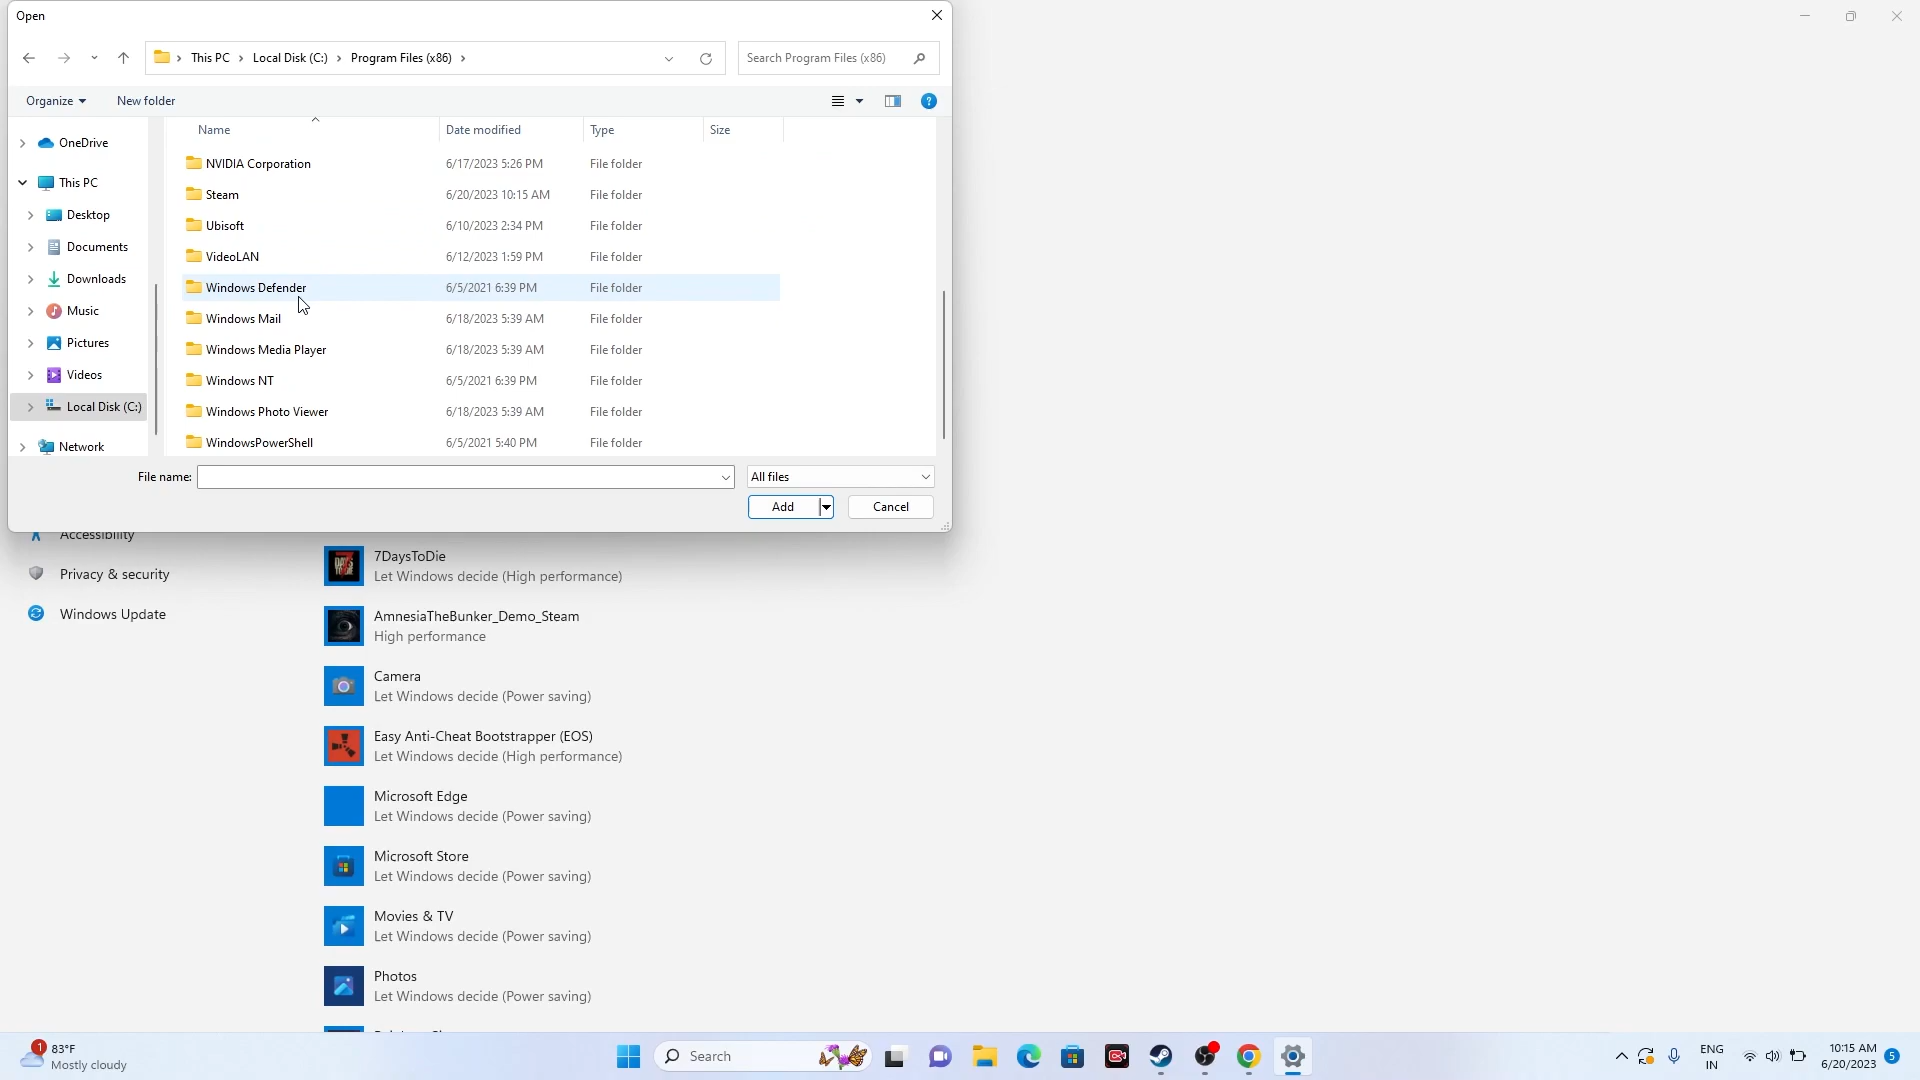 Open
This PC
Local Disk (C:)
Program Files (x86)
Search Program Files (x86)
Organize
New folder
Name
Date modified
Type
Size
OneDrive
This PC
Desktop
Documents
Downloads
Music
Pictures
Videos
Local Disk (C:)
Network
NVIDIA Corporation 6/17/2023 5:26 PM File folder
Steam 6/20/2023 10:15 AM File folder
Ubisoft 6/10/2023 2:34 PM File folder
VideoLAN 6/12/2023 1:59 PM File folder
Windows Defender 6/5/2021 6:39 PM File folder
Windows Mail 6/18/2023 5:39 AM File folder
Windows Media Player 6/18/2023 5:39 AM File folder
Windows NT 6/5/2021 6:39 PM File folder
Windows Photo Viewer 6/18/2023 5:39 AM File folder
WindowsPowerShell 6/5/2021 5:40 PM File folder
File name:
All files
Add
Cancel
Accessibility
Privacy & security
Windows Update
7DaysToDie
Let Windows decide (High performance)
AmnesiaTheBunker_Demo_Steam
High performance
Camera
Let Windows decide (Power saving)
Easy Anti-Cheat Bootstrapper (EOS)
Let Windows decide (High performance)
Microsoft Edge
Let Windows decide (Power saving)
Microsoft Store
Let Windows decide (Power saving)
Movies & TV
Let Windows decide (Power saving)
Photos
Let Windows decide (Power saving)
1
83°F
Mostly cloudy
Search
ENG
IN
10:15 AM
6/20/2023
5